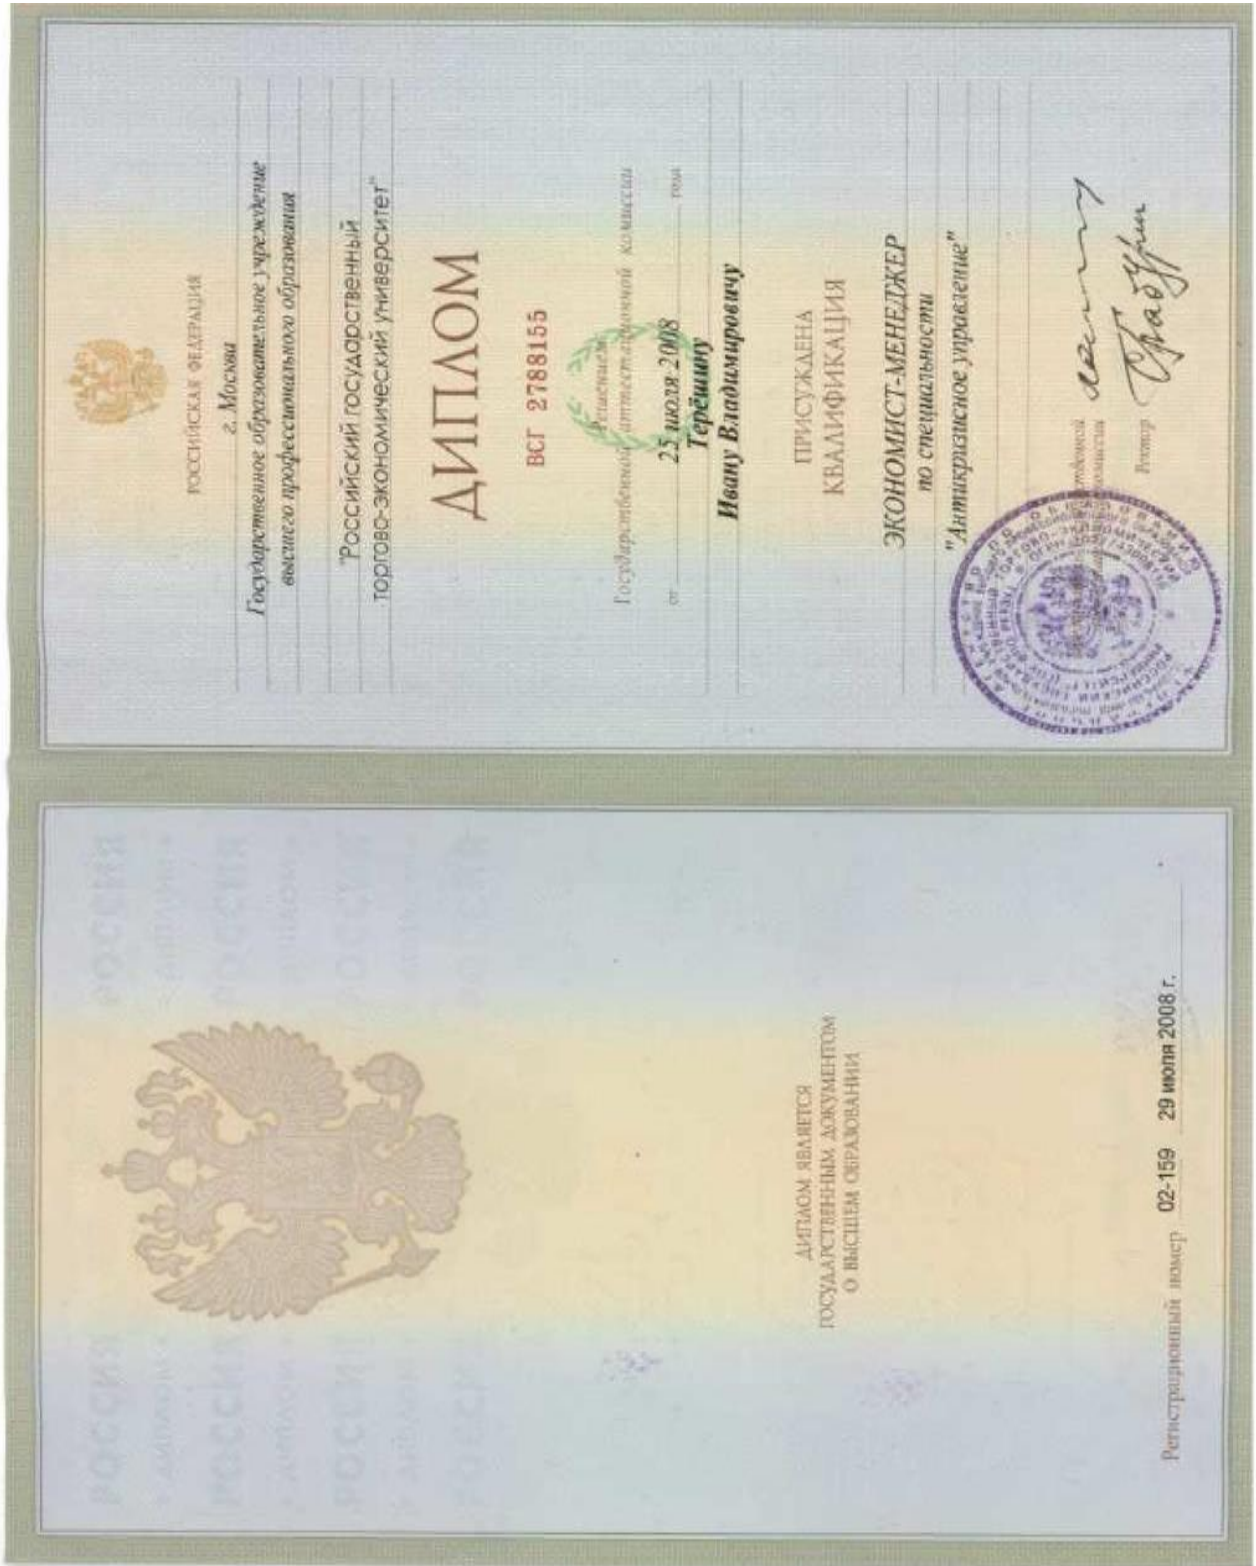 ДИПЛОМ ЯВЛЯЕТСЯ
ГОСУДАРСТВЕННЫМ ДОКУМЕНТОМ
О ВЫСШЕМ ОБРАЗОВАНИИ
Регистрационный номер 02-159 29 июля 2008 г.
РОССИЙСКАЯ ФЕДЕРАЦИЯ
г. Москва
Государственное образовательное учреждение
высшего профессионального образования
"Российский государственный
торгово-экономический университет"
ДИПЛОМ
ВСГ 2788155
Решением
Государственной аттестационной комиссии
от 25 июля 2008 года
Терёшину
Ивану Владимировичу
ПРИСУЖДЕНА
КВАЛИФИКАЦИЯ
ЭКОНОМИСТ-МЕНЕДЖЕР
по специальности
"Антикризисное управление"
Ректор